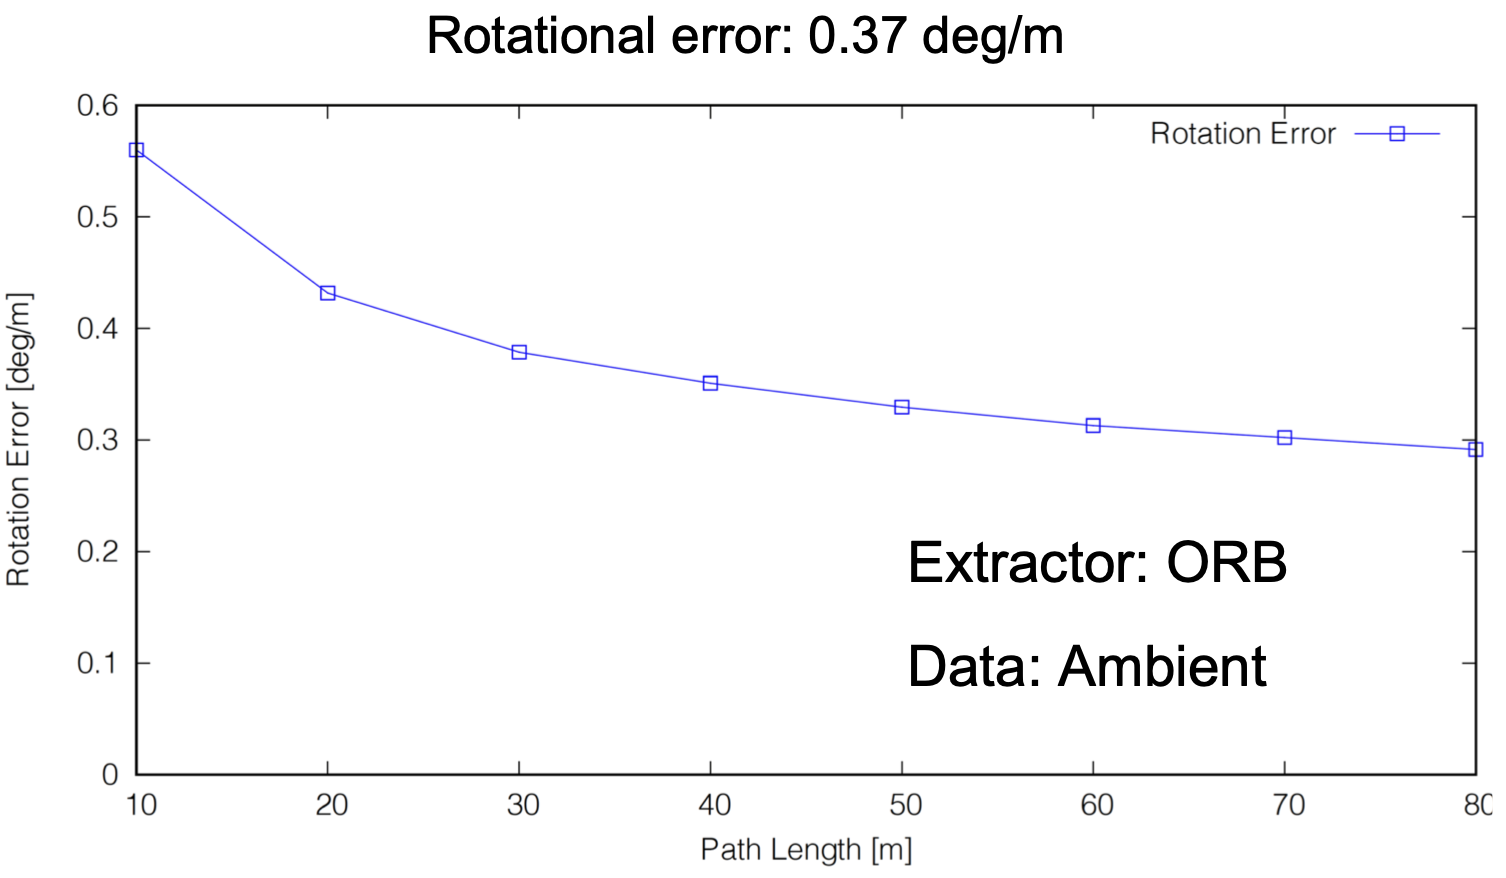 Rotational error: 0.37 deg/m
0.6
Rotation Error
0.5
0.4
0.3
0.2
0.1
0
Rotation Error [deg/m]
Extractor: ORB
Data: Ambient
10 20 30 40 50 60 70 80
Path Length [m]